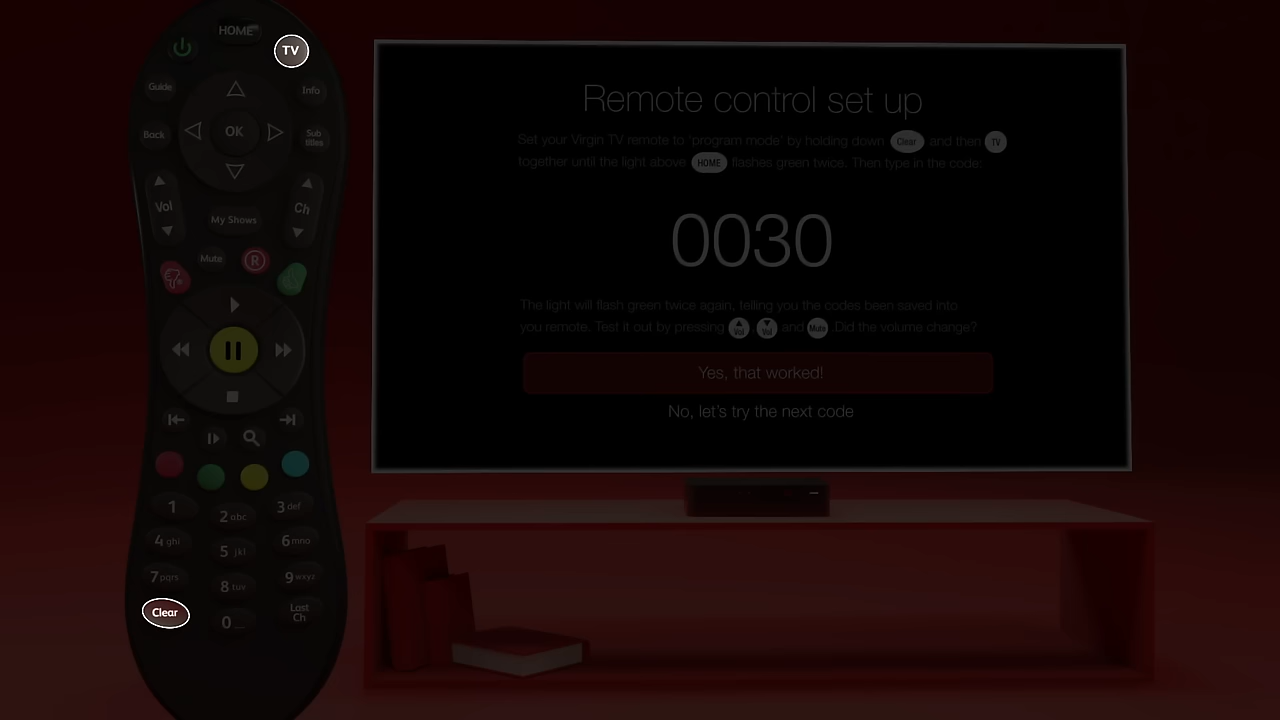 HOME
TV
Guide
Info
OK
Back
Sub
titles
Vol
Ch
My Shows
Mute
R
1
2 abc
3 def
4 ghi
5 jkl
6 mno
7 pqrs
8 tuv
9 wxyz
Clear
0
Last
Ch
Remote control set up
Set your Virgin TV remote to 'program mode' by holding down Clear and then TV
together until the light above HOME flashes green twice. Then type in the code:
0030
The light will flash green twice again, telling you the codes been saved into
you remote. Test it out by pressing Vol, Vol and Mute .Did the volume change?
Yes, that worked!
No, let's try the next code